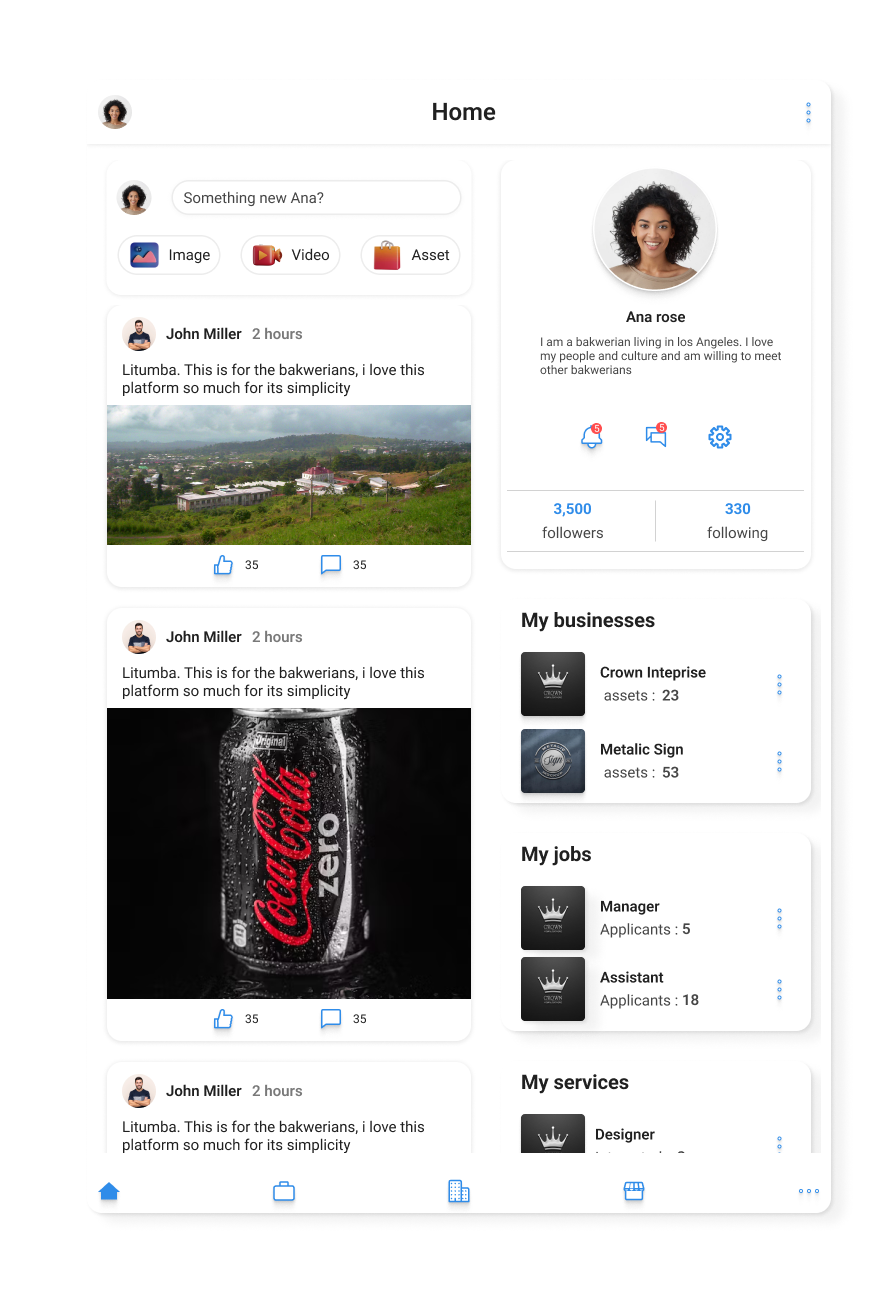 Home
Something new Ana?
Image
Video
Asset
John Miller 2 hours
Litumba. This is for the bakwerians, i love this
platform so much for its simplicity
35
35
John Miller 2 hours
Litumba. This is for the bakwerians, i love this
platform so much for its simplicity
Original
Coca-Cola
zero
35
35
John Miller 2 hours
Litumba. This is for the bakwerians, i love this
platform so much for its simplicity
Ana rose
I am a bakwerian living in los Angeles. I love
my people and culture and am willing to meet
other bakwerians
5
5
3,500
followers
330
following
My businesses
CROWN
Crown Inteprise
assets : 23
METALIC
Sign
Metalic Sign
assets : 53
My jobs
CROWN
Manager
Applicants : 5
CROWN
Assistant
Applicants : 18
My services
Designer